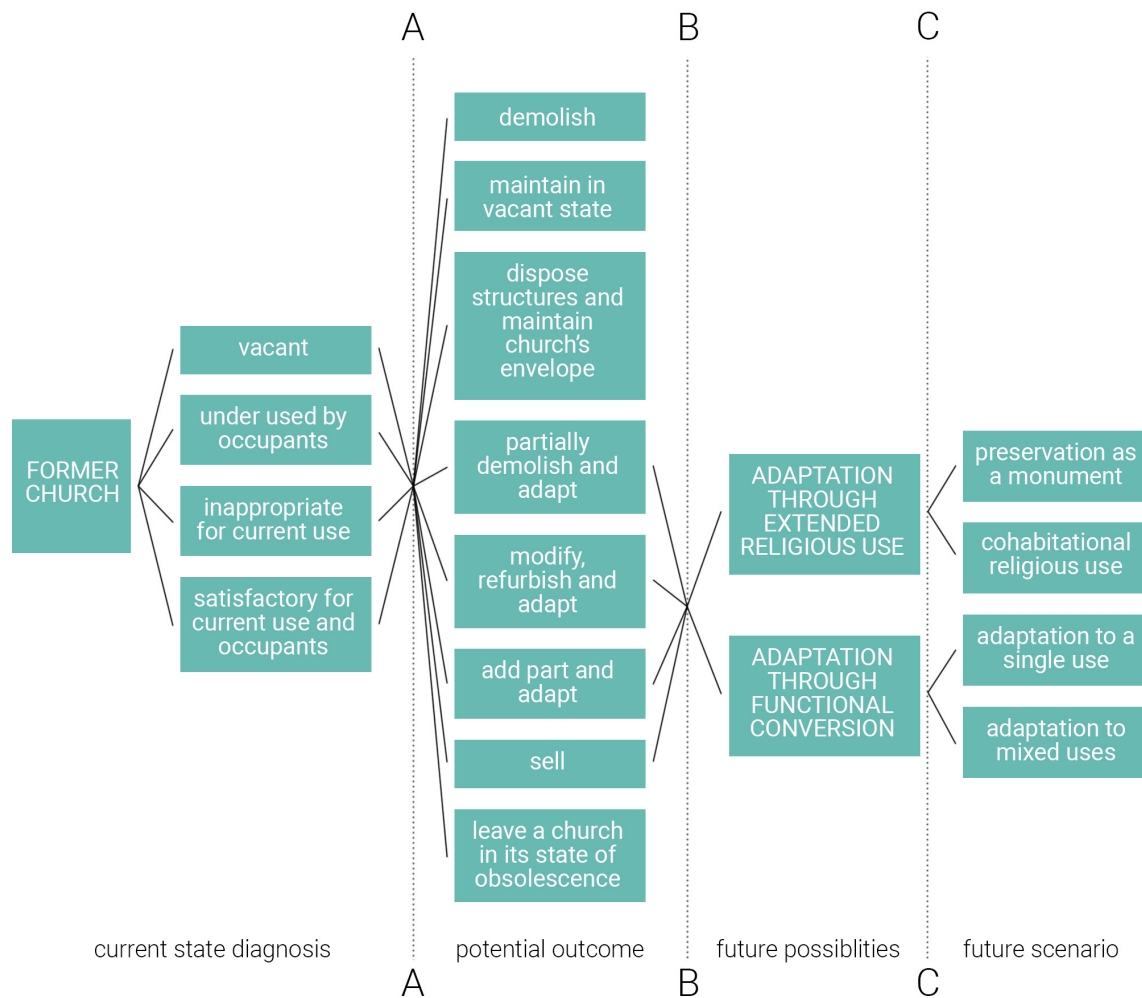 A
B
C
demolish
maintain in
vacant state
dispose
structures and
maintain
church's
envelope
vacant
under used by
occupants
FORMER
CHURCH
inappropriate
for current use
satisfactory for
current use and
occupants
partially
demolish and
adapt
modify,
refurbish and
adapt
add part and
adapt
sell
leave a church
in its state of
obsolescence
ADAPTATION
THROUGH
EXTENDED
RELIGIOUS USE
ADAPTATION
THROUGH
FUNCTIONAL
CONVERSION
preservation as
a monument
cohabitational
religious use
adaptation to a
single use
adaptation to
mixed uses
current state diagnosis
potential outcome
future possiblities
future scenario
A
B
C